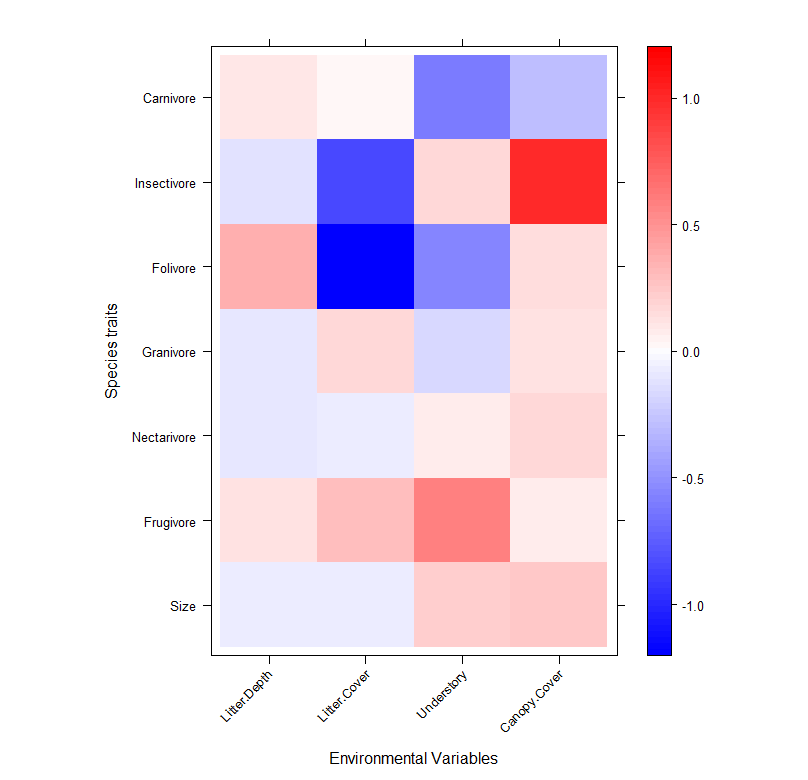 Species traits
Carnivore
Insectivore
Folivore
Granivore
Nectarivore
Frugivore
Size
Litter.Depth
Litter.Cover
Understory
Canopy.Cover
Environmental Variables
1.0
0.5
0.0
-0.5
-1.0